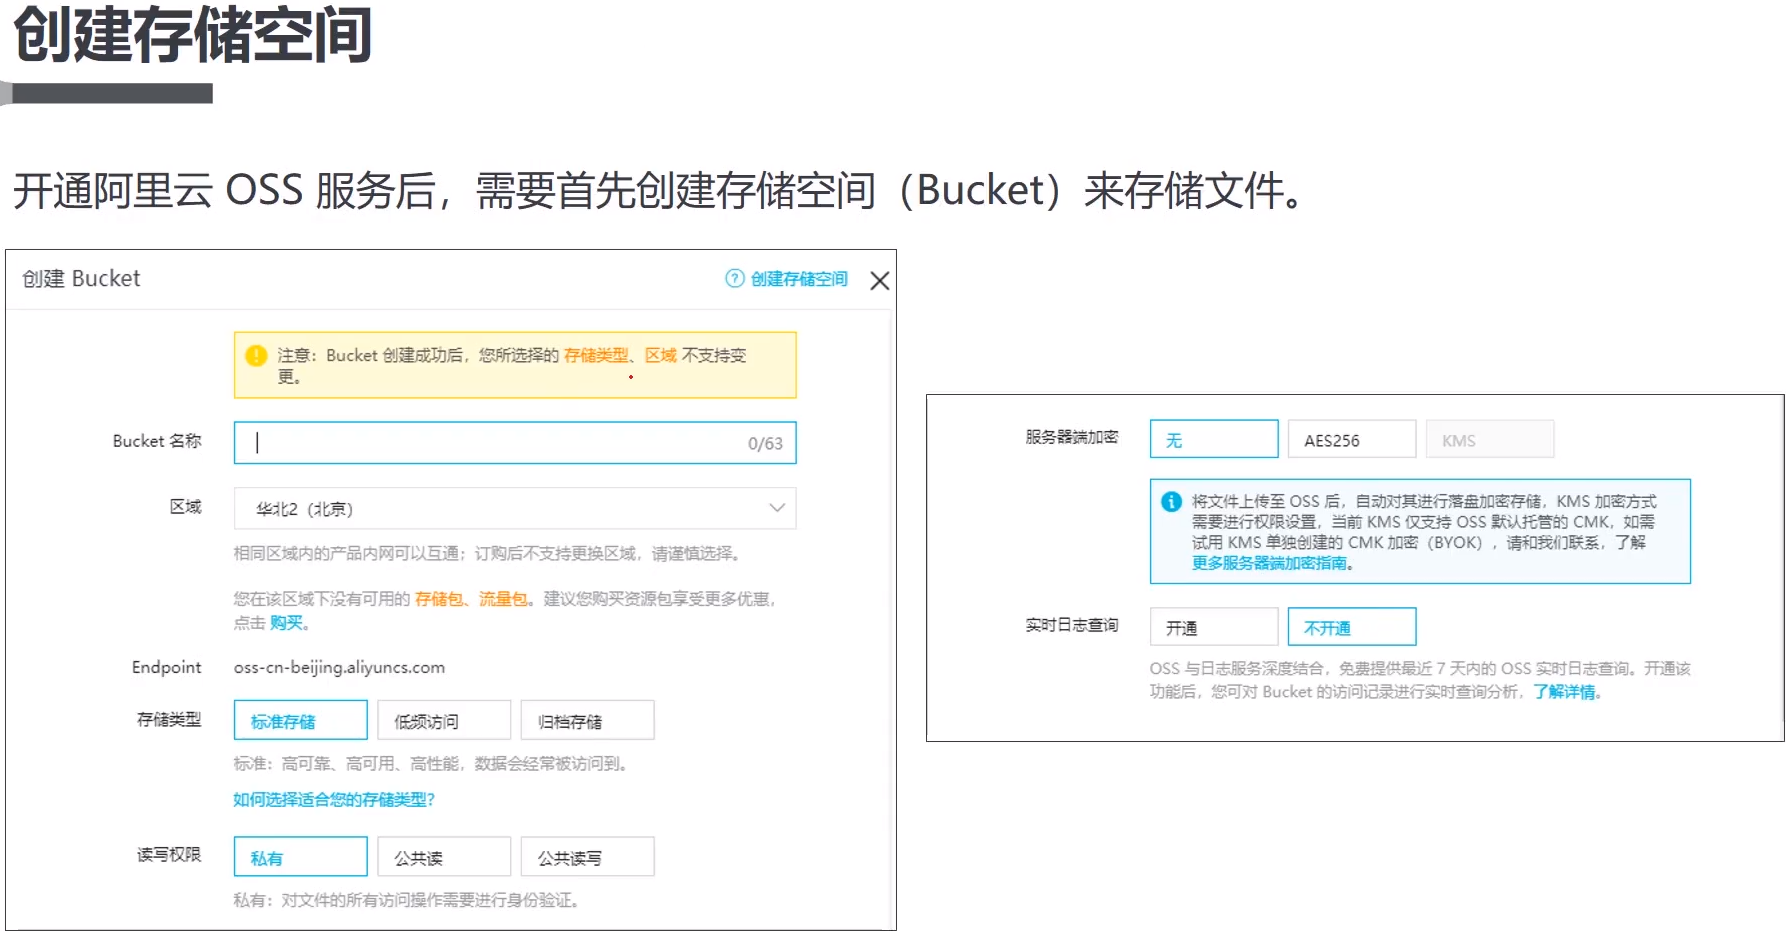 创建存储空间
开通阿里云 OSS 服务后，需要首先创建存储空间（Bucket）来存储文件。
创建 Bucket
创建存储空间
注意：Bucket 创建成功后，您所选择的 存储类型、区域 不支持变
更。
Bucket 名称
0/63
区域
华北2（北京）
相同区域内的产品内网可以互通；订购后不支持更换区域，请谨慎选择。
您在该区域下没有可用的 存储包、流量包。建议您购买资源包享受更多优惠，
点击 购买。
Endpoint
oss-cn-beijing.aliyuncs.com
存储类型
标准存储
低频访问
归档存储
标准：高可靠、高可用、高性能，数据会经常被访问到。
如何选择适合您的存储类型？
读写权限
私有
公共读
公共读写
私有：对文件的所有访问操作需要进行身份验证。
服务器端加密
无
AES256
KMS
将文件上传至 OSS 后，自动对其进行落盘加密存储，KMS 加密方式
需要进行权限设置，当前 KMS 仅支持 OSS 默认托管的 CMK，如需
试用 KMS 单独创建的 CMK 加密（BYOK），请和我们联系，了解
更多服务器端加密指南。
实时日志查询
开通
不开通
OSS 与日志服务深度结合，免费提供最近 7 天内的 OSS 实时日志查询。开通该
功能后，您可对 Bucket 的访问记录进行实时查询分析，了解详情。